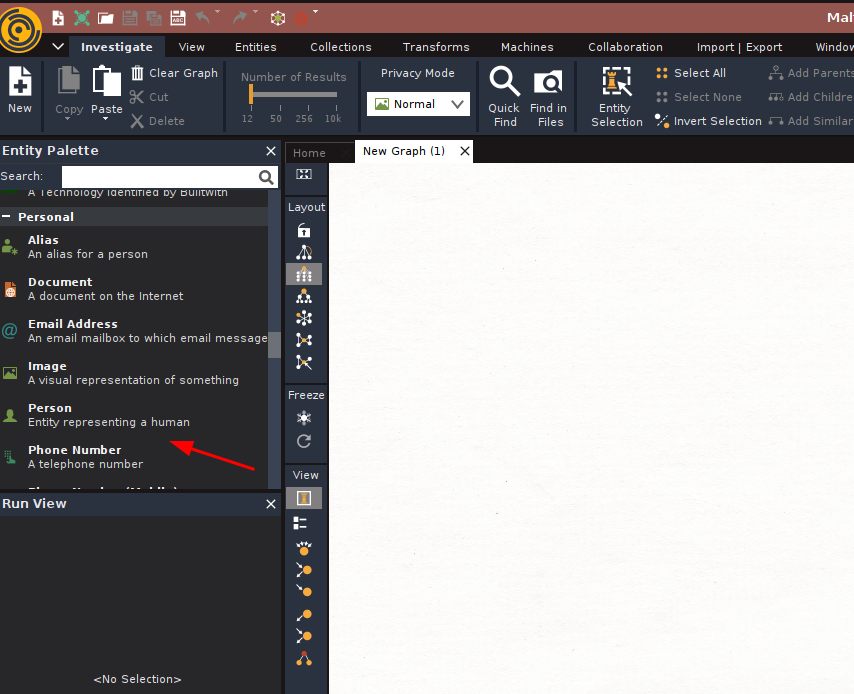 Mal
Investigate View Entities Collections Transforms Machines Collaboration Import | Export Window
New
Copy
Paste
Clear Graph
Cut
Delete
Number of Results
12 50 256 10k
Privacy Mode
Normal
Quick Find
Find in Files
Entity Selection
Select All
Select None
Invert Selection
Add Parents
Add Childre
Add Similar
Entity Palette
Home
New Graph (1)
Search:
A Technology identified by BuiltWith
Personal
Alias
An alias for a person
Document
A document on the Internet
Email Address
An email mailbox to which email message
Image
A visual representation of something
Person
Entity representing a human
Phone Number
A telephone number
Layout
Freeze
View
Run View
<No Selection>